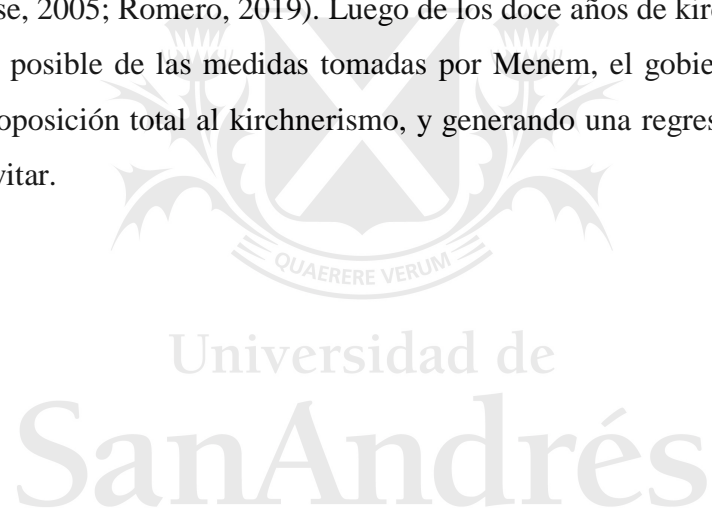 se, 2005; Romero, 2019). Luego de los doce años de kirc
posible de las medidas tomadas por Menem, el gobie
oposición total al kirchnerismo, y generando una regres
vitar.
QUAERERE VERUM
Universidad de
SanAndrés